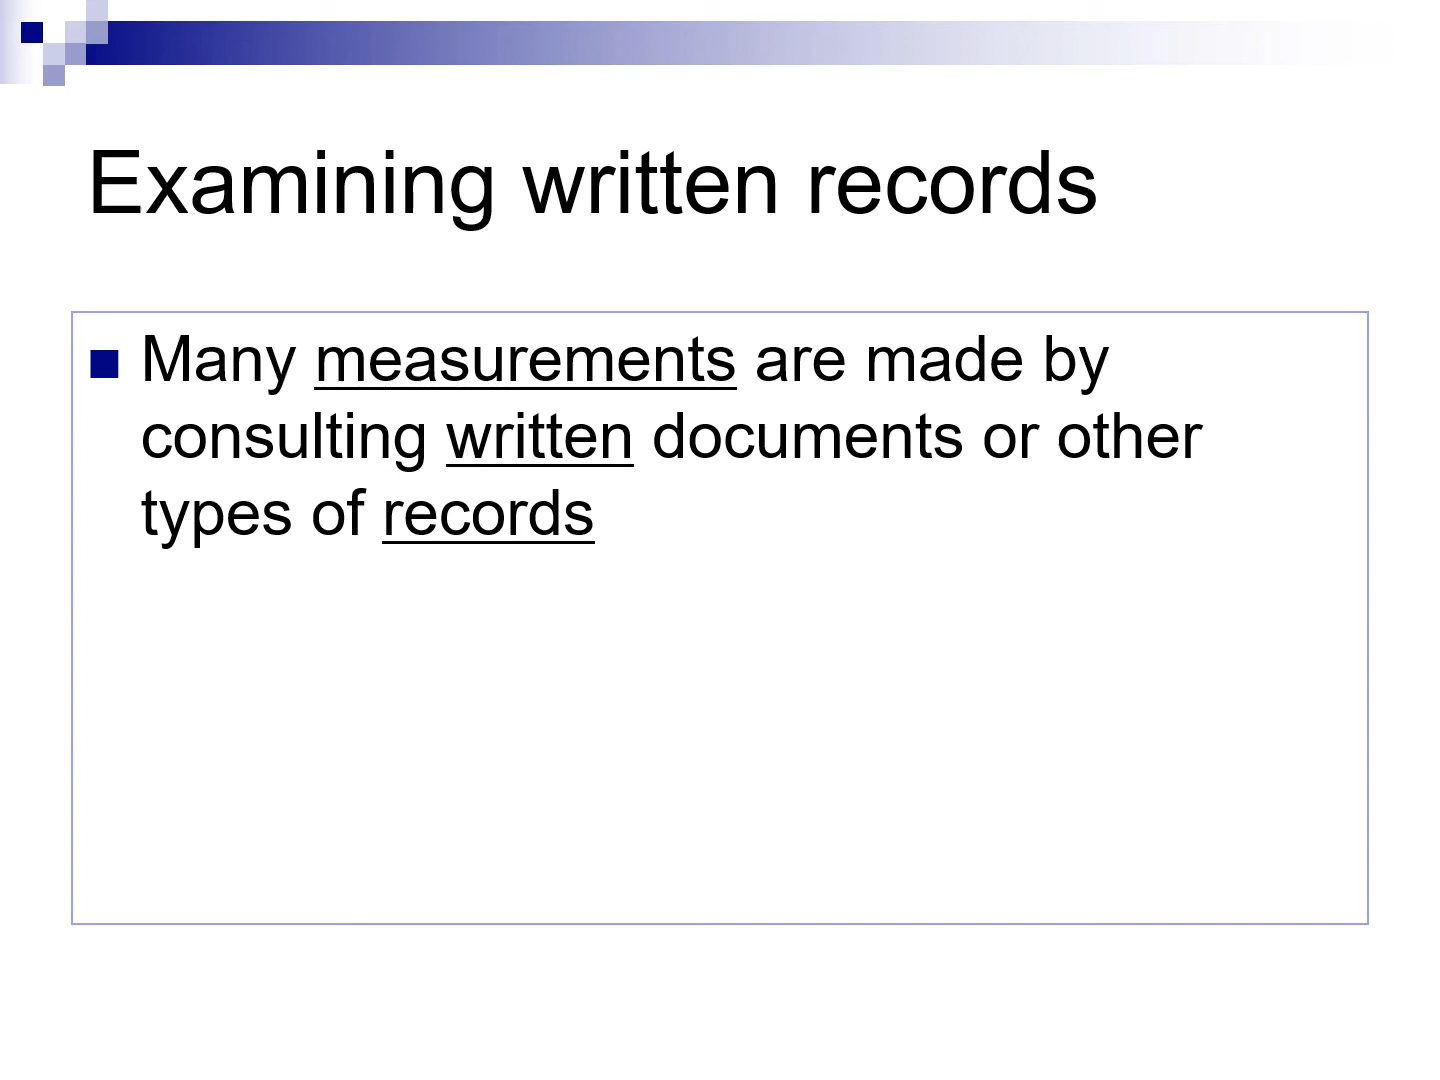 Examining written records
Many measurements are made by
consulting written documents or other
types of records